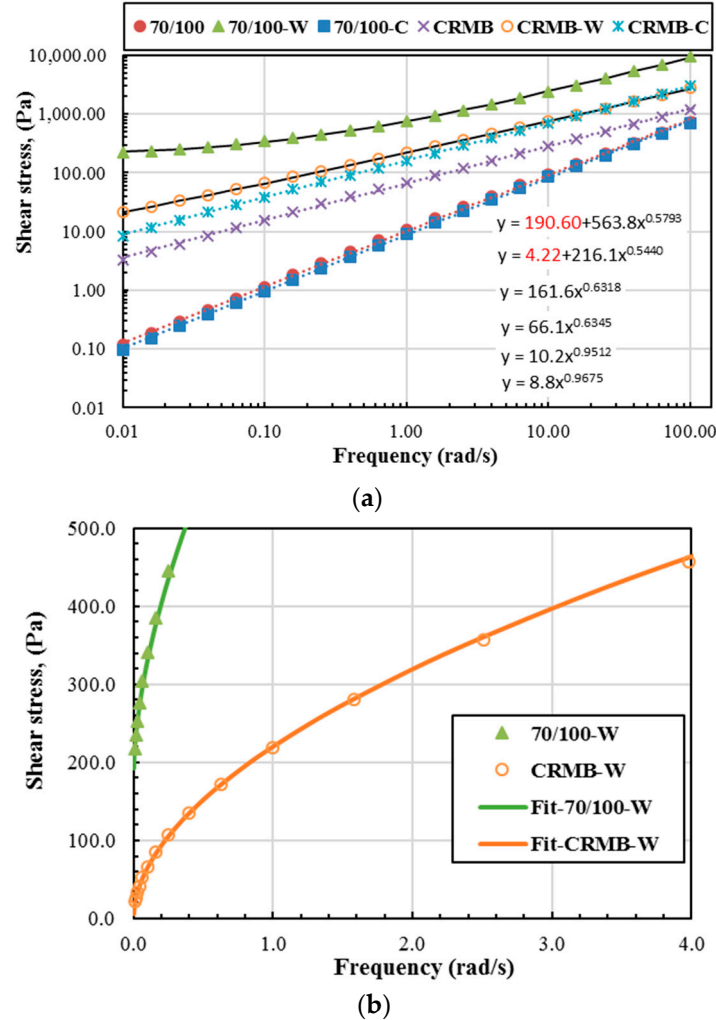 70/100 70/100-W 70/100-C CRMB CRMB-W CRMB-C
10,000.00
1,000.00
100.00
10.00
1.00
0.10
0.01
Shear stress, (Pa)
y = 190.60+563.8x^0.5793
y = 4.22+216.1x^0.5440
y = 161.6x^0.6318
y = 66.1x^0.6345
y = 10.2x^0.9512
y = 8.8x^0.9675
0.01 0.10 1.00 10.00 100.00
Frequency (rad/s)
(a)
500.0
400.0
300.0
200.0
100.0
0.0
Shear stress, (Pa)
70/100-W
CRMB-W
Fit-70/100-W
Fit-CRMB-W
0.0 1.0 2.0 3.0 4.0
Frequency (rad/s)
(b)